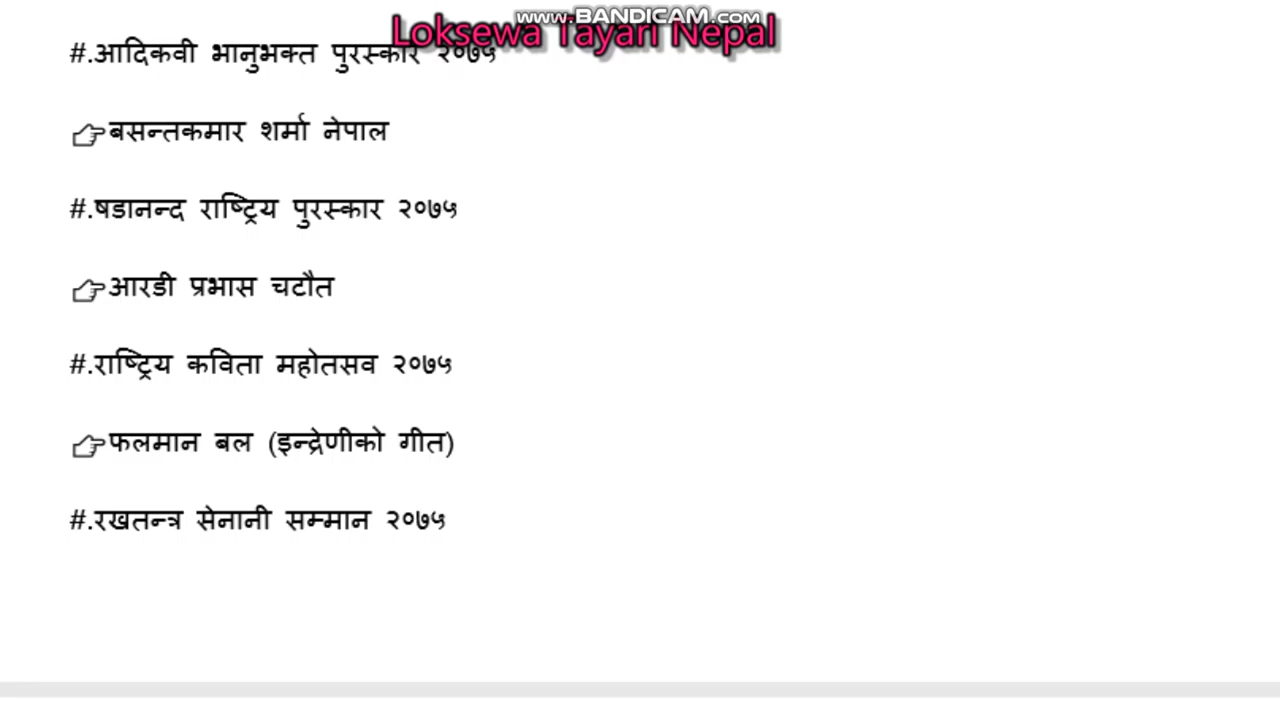 www.BANDICAM.com
Loksewa Tayari Nepal
#.आदिकवी भानुभक्त पुरस्कार २०७५
👉बसन्तकमार शर्मा नेपाल
#.षडानन्द राष्ट्रिय पुरस्कार २०७५
👉आरडी प्रभास चटौत
#.राष्ट्रिय कविता महोतसव २०७५
👉फलमान बल (इन्द्रेणीको गीत)
#.रखतन्त्र सेनानी सम्मान २०७५